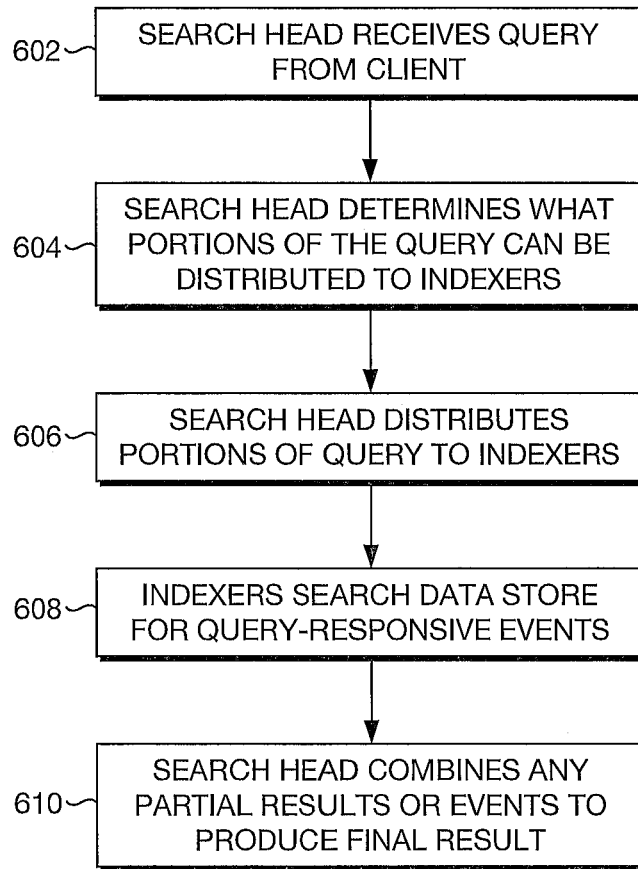 602
SEARCH HEAD RECEIVES QUERY
FROM CLIENT
604
SEARCH HEAD DETERMINES WHAT
PORTIONS OF THE QUERY CAN BE
DISTRIBUTED TO INDEXERS
606
SEARCH HEAD DISTRIBUTES
PORTIONS OF QUERY TO INDEXERS
608
INDEXERS SEARCH DATA STORE
FOR QUERY-RESPONSIVE EVENTS
610
SEARCH HEAD COMBINES ANY
PARTIAL RESULTS OR EVENTS TO
PRODUCE FINAL RESULT